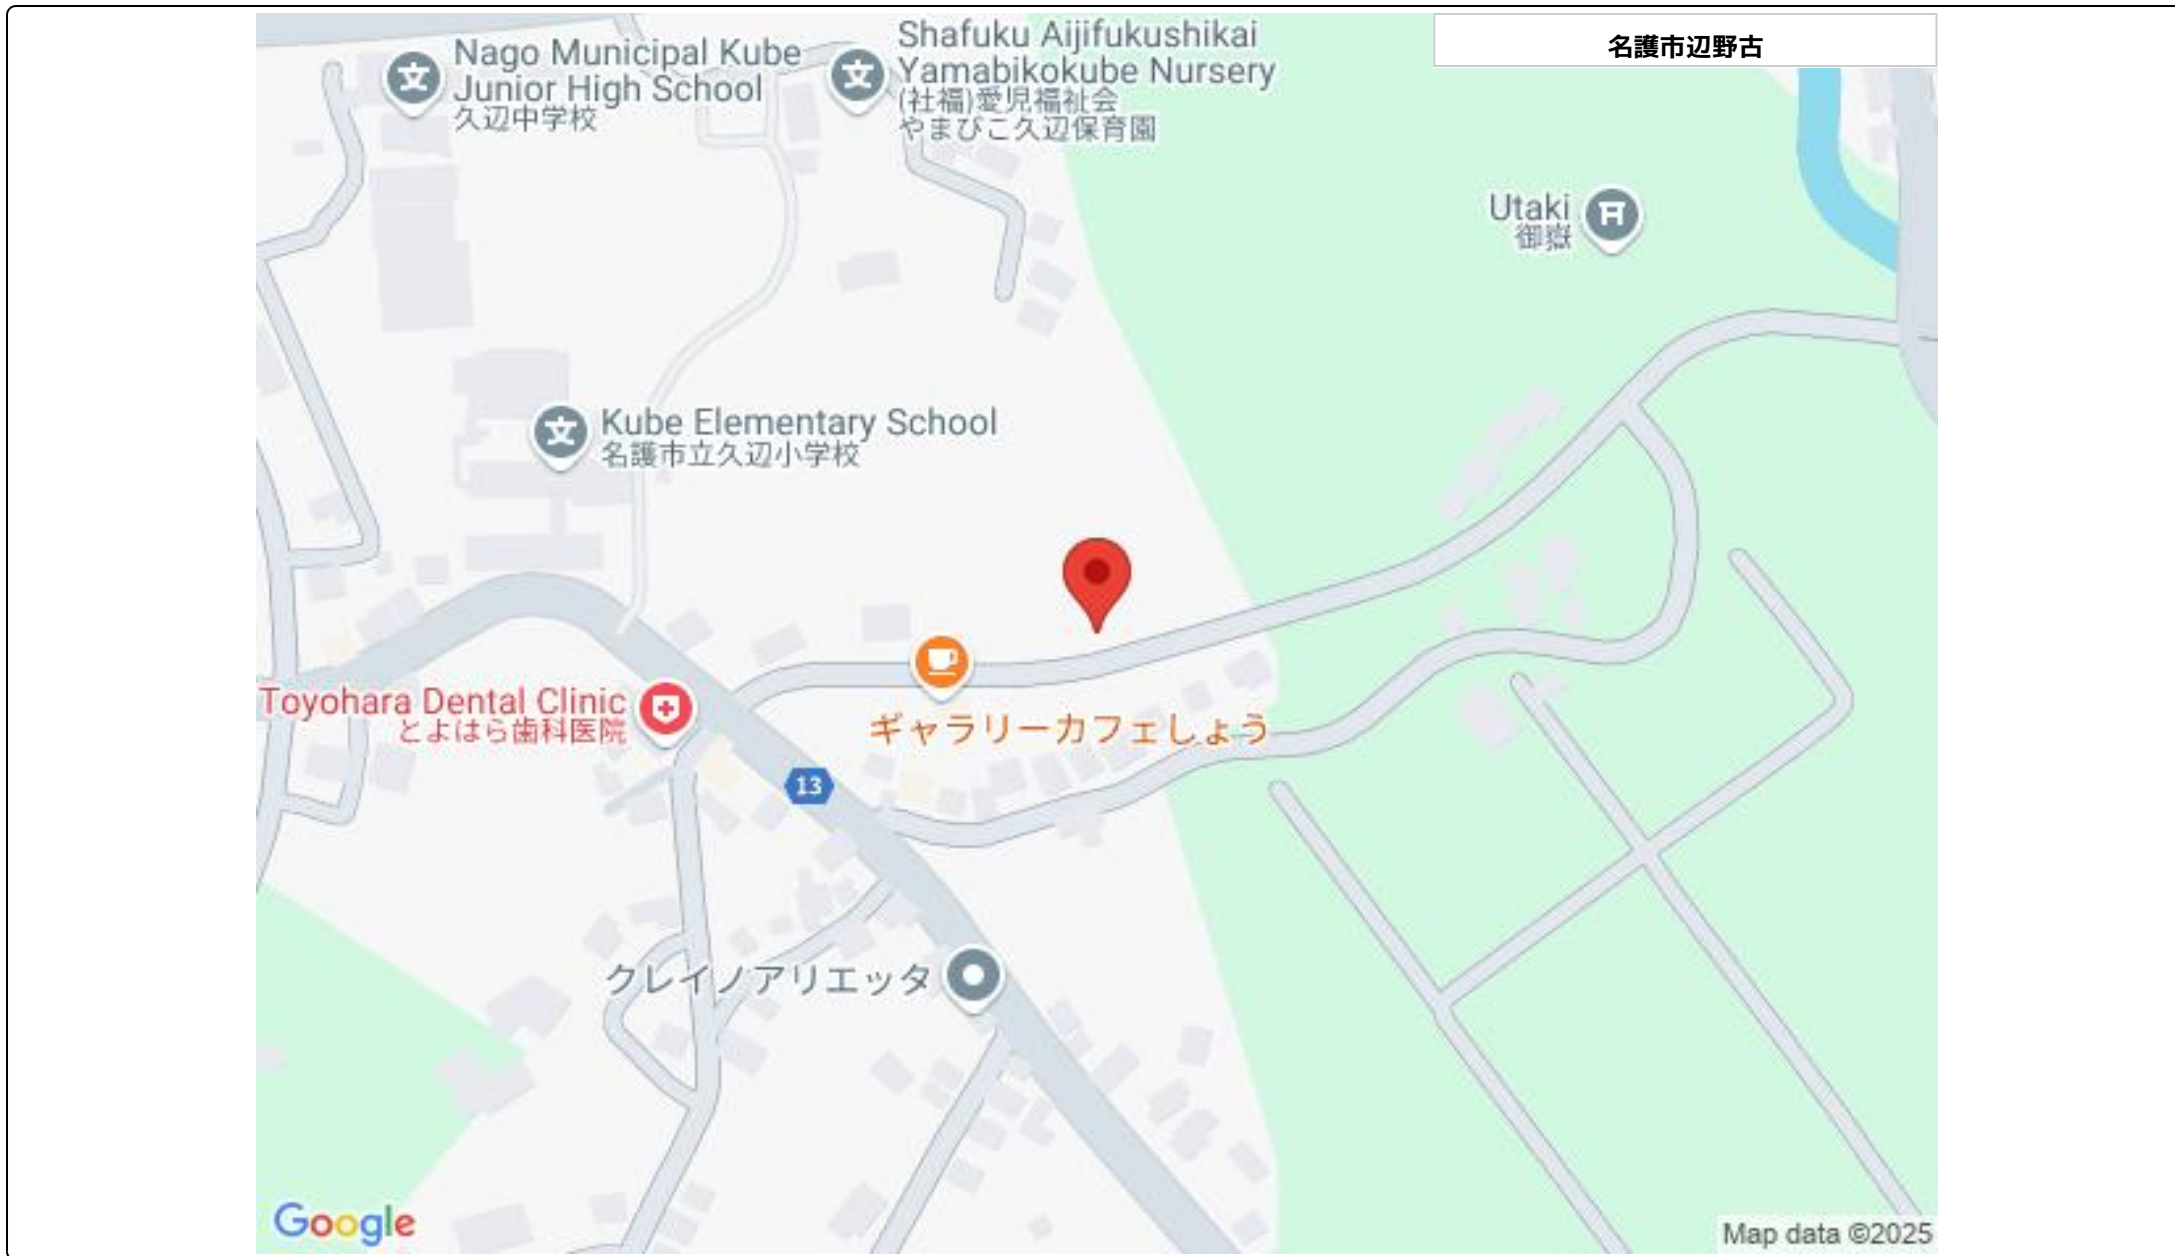 名護市辺野古
Nago Municipal Kube
Junior High School
久辺中学校
Shafuku Aijifukushikai
Yamabikokube Nursery
(社福)愛児福祉会
やまびこ久辺保育園
Utaki
御嶽
Kube Elementary School
名護市立久辺小学校
Toyohara Dental Clinic
とよはら歯科医院
ギャラリーカフェしょう
13
クレイノアリエッタ
Google
Map data ©2025